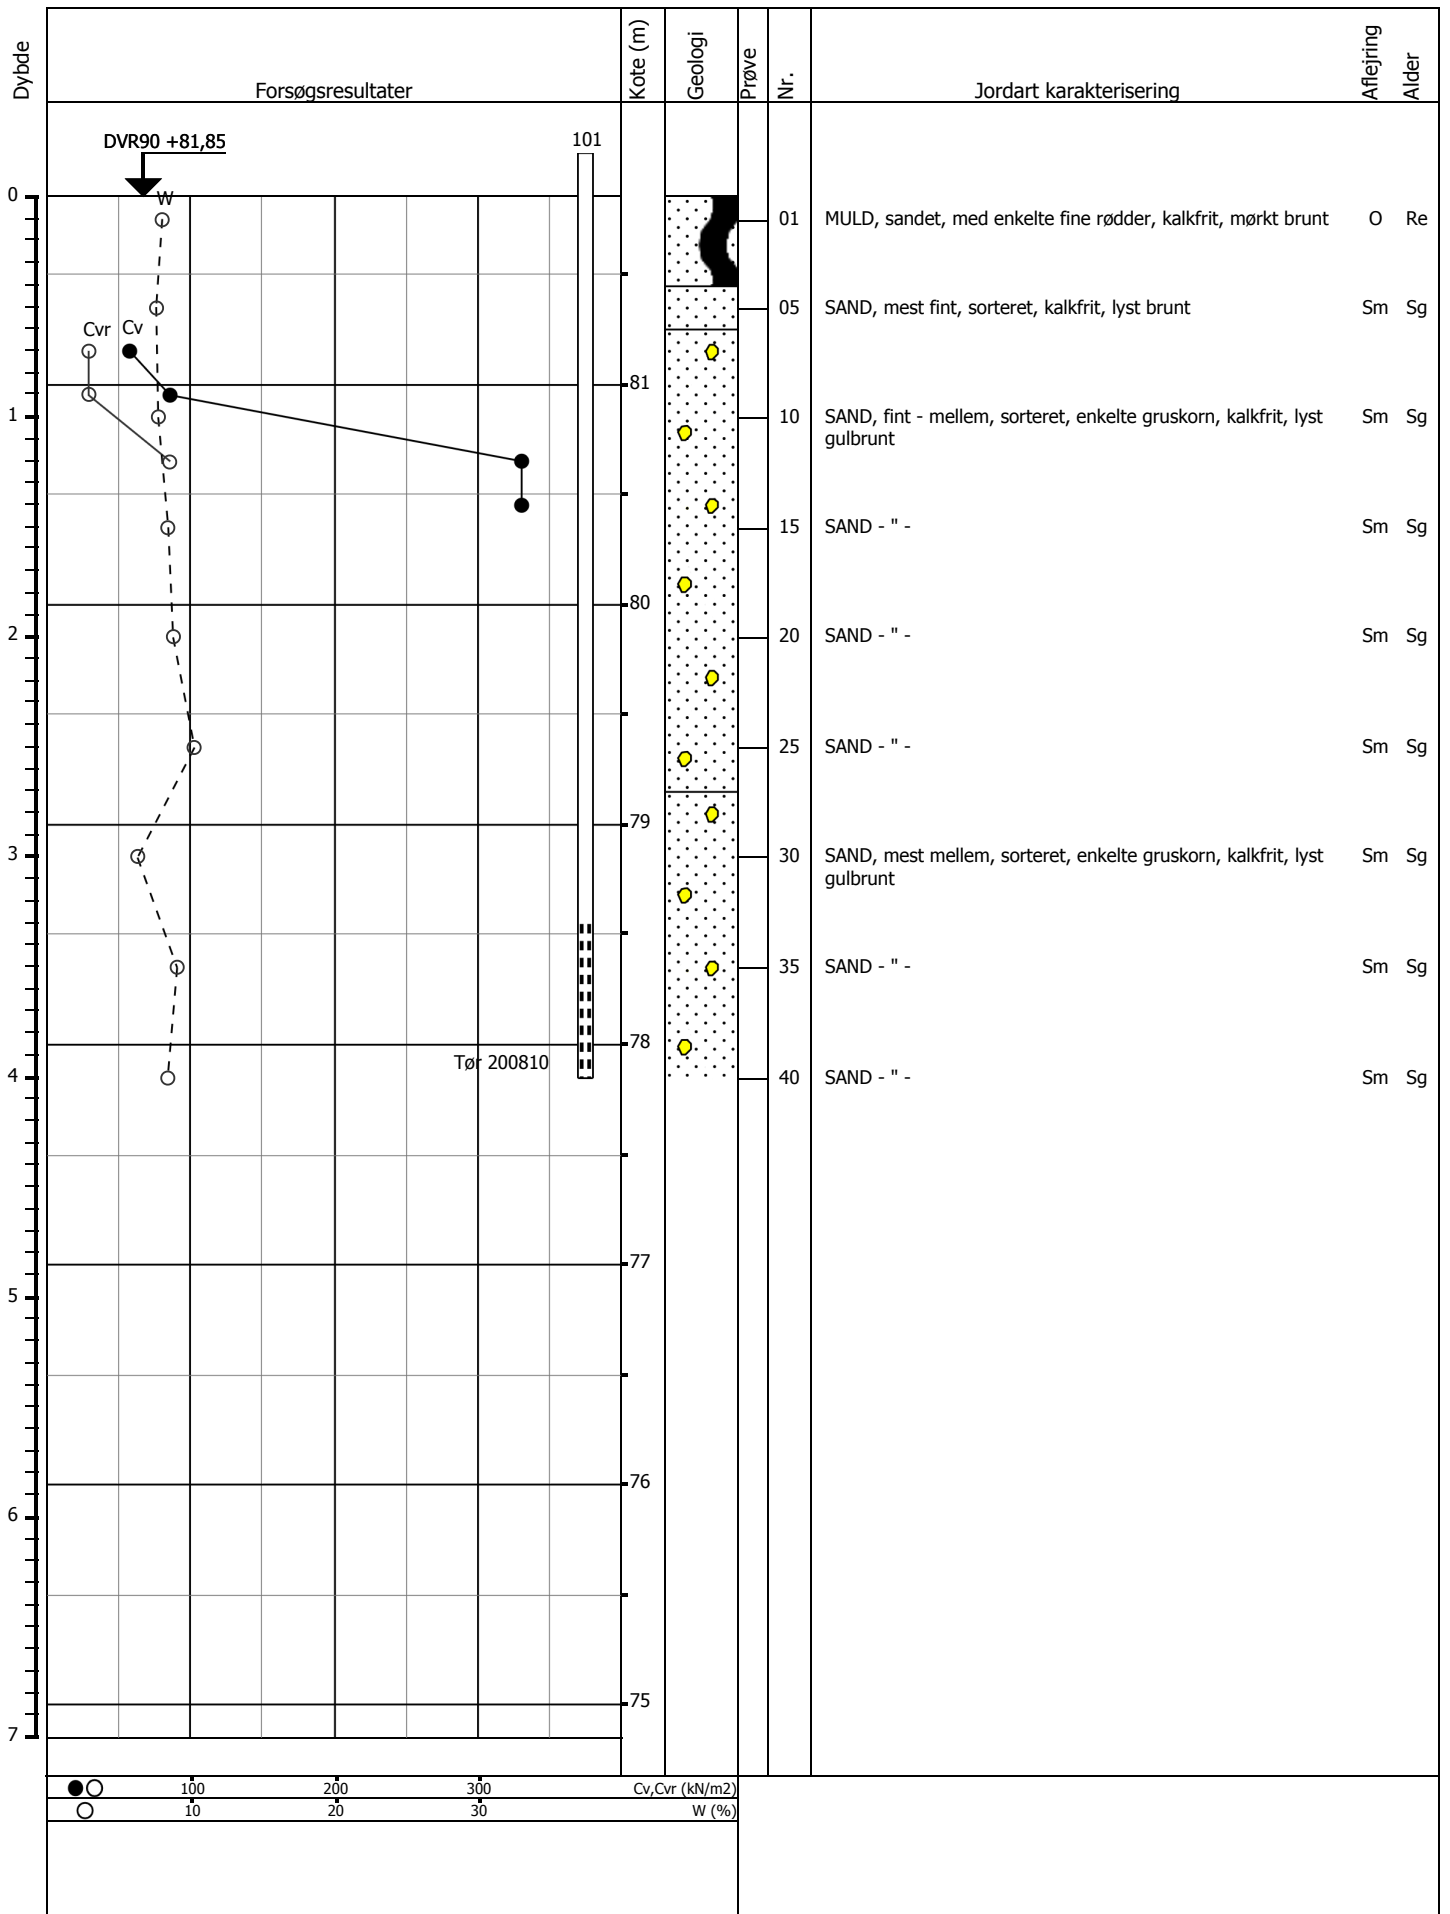 Dybde
Forsøgsresultater
Kote (m)
Geologi
Prøve
Nr.
Jordart karakterisering
Aflejring
Alder
DVR90 +81,85
101
W
0
01 MULD, sandet, med enkelte fine rødder, kalkfrit, mørkt brunt O Re
05 SAND, mest fint, sorteret, kalkfrit, lyst brunt Sm Sg
Cvr Cv
81
1
10 SAND, fint - mellem, sorteret, enkelte gruskorn, kalkfrit, lyst Sm Sg
gulbrunt
15 SAND - " - Sm Sg
80
2
20 SAND - " - Sm Sg
25 SAND - " - Sm Sg
79
3
30 SAND, mest mellem, sorteret, enkelte gruskorn, kalkfrit, lyst Sm Sg
gulbrunt
35 SAND - " - Sm Sg
78
Tør 200810
4
40 SAND - " - Sm Sg
77
5
76
6
75
7
100 200 300 Cv,Cvr (kN/m2)
10 20 30 W (%)